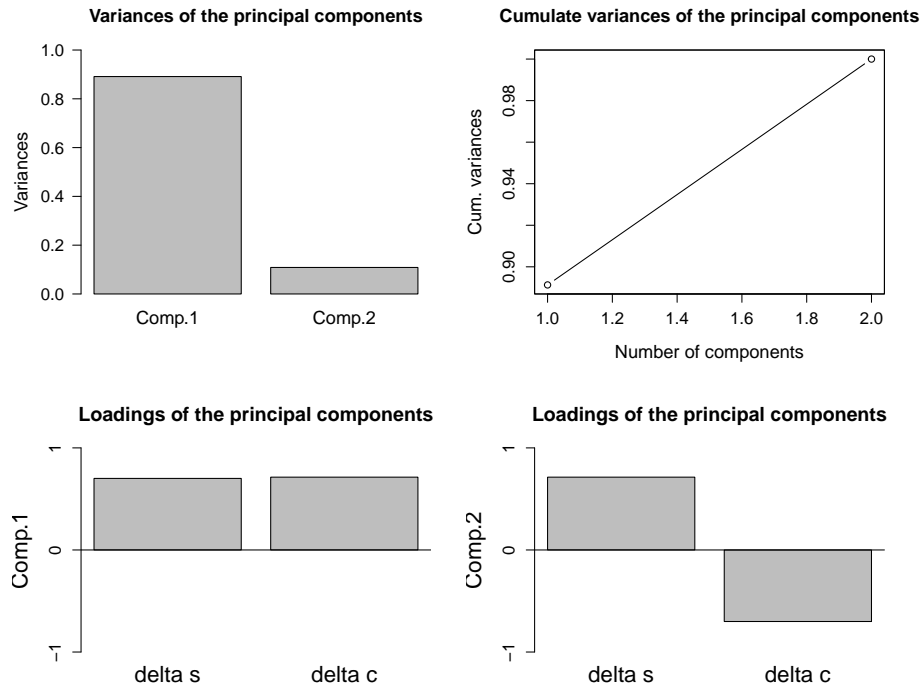 Variances of the principal components
Variances
1.0
0.8
0.6
0.4
0.2
0.0
Comp.1 Comp.2
Cumulate variances of the principal components
Cum. variances
0.98
0.94
0.90
1.0 1.2 1.4 1.6 1.8 2.0
Number of components
Loadings of the principal components
Comp.1
1
0
−1
delta s delta c
Loadings of the principal components
Comp.2
1
0
−1
delta s delta c